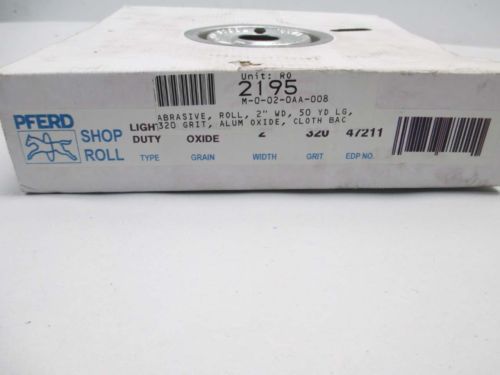 Unit: RO
2195
M-0-02-0AA-008
ABRASIVE, ROLL, 2" WD, 50 YD LG,
320 GRIT, ALUM OXIDE, CLOTH BAC
PFERD
SHOP
ROLL
LIGHT
DUTY OXIDE 2 320 47211
TYPE GRAIN WIDTH GRIT EDP NO.